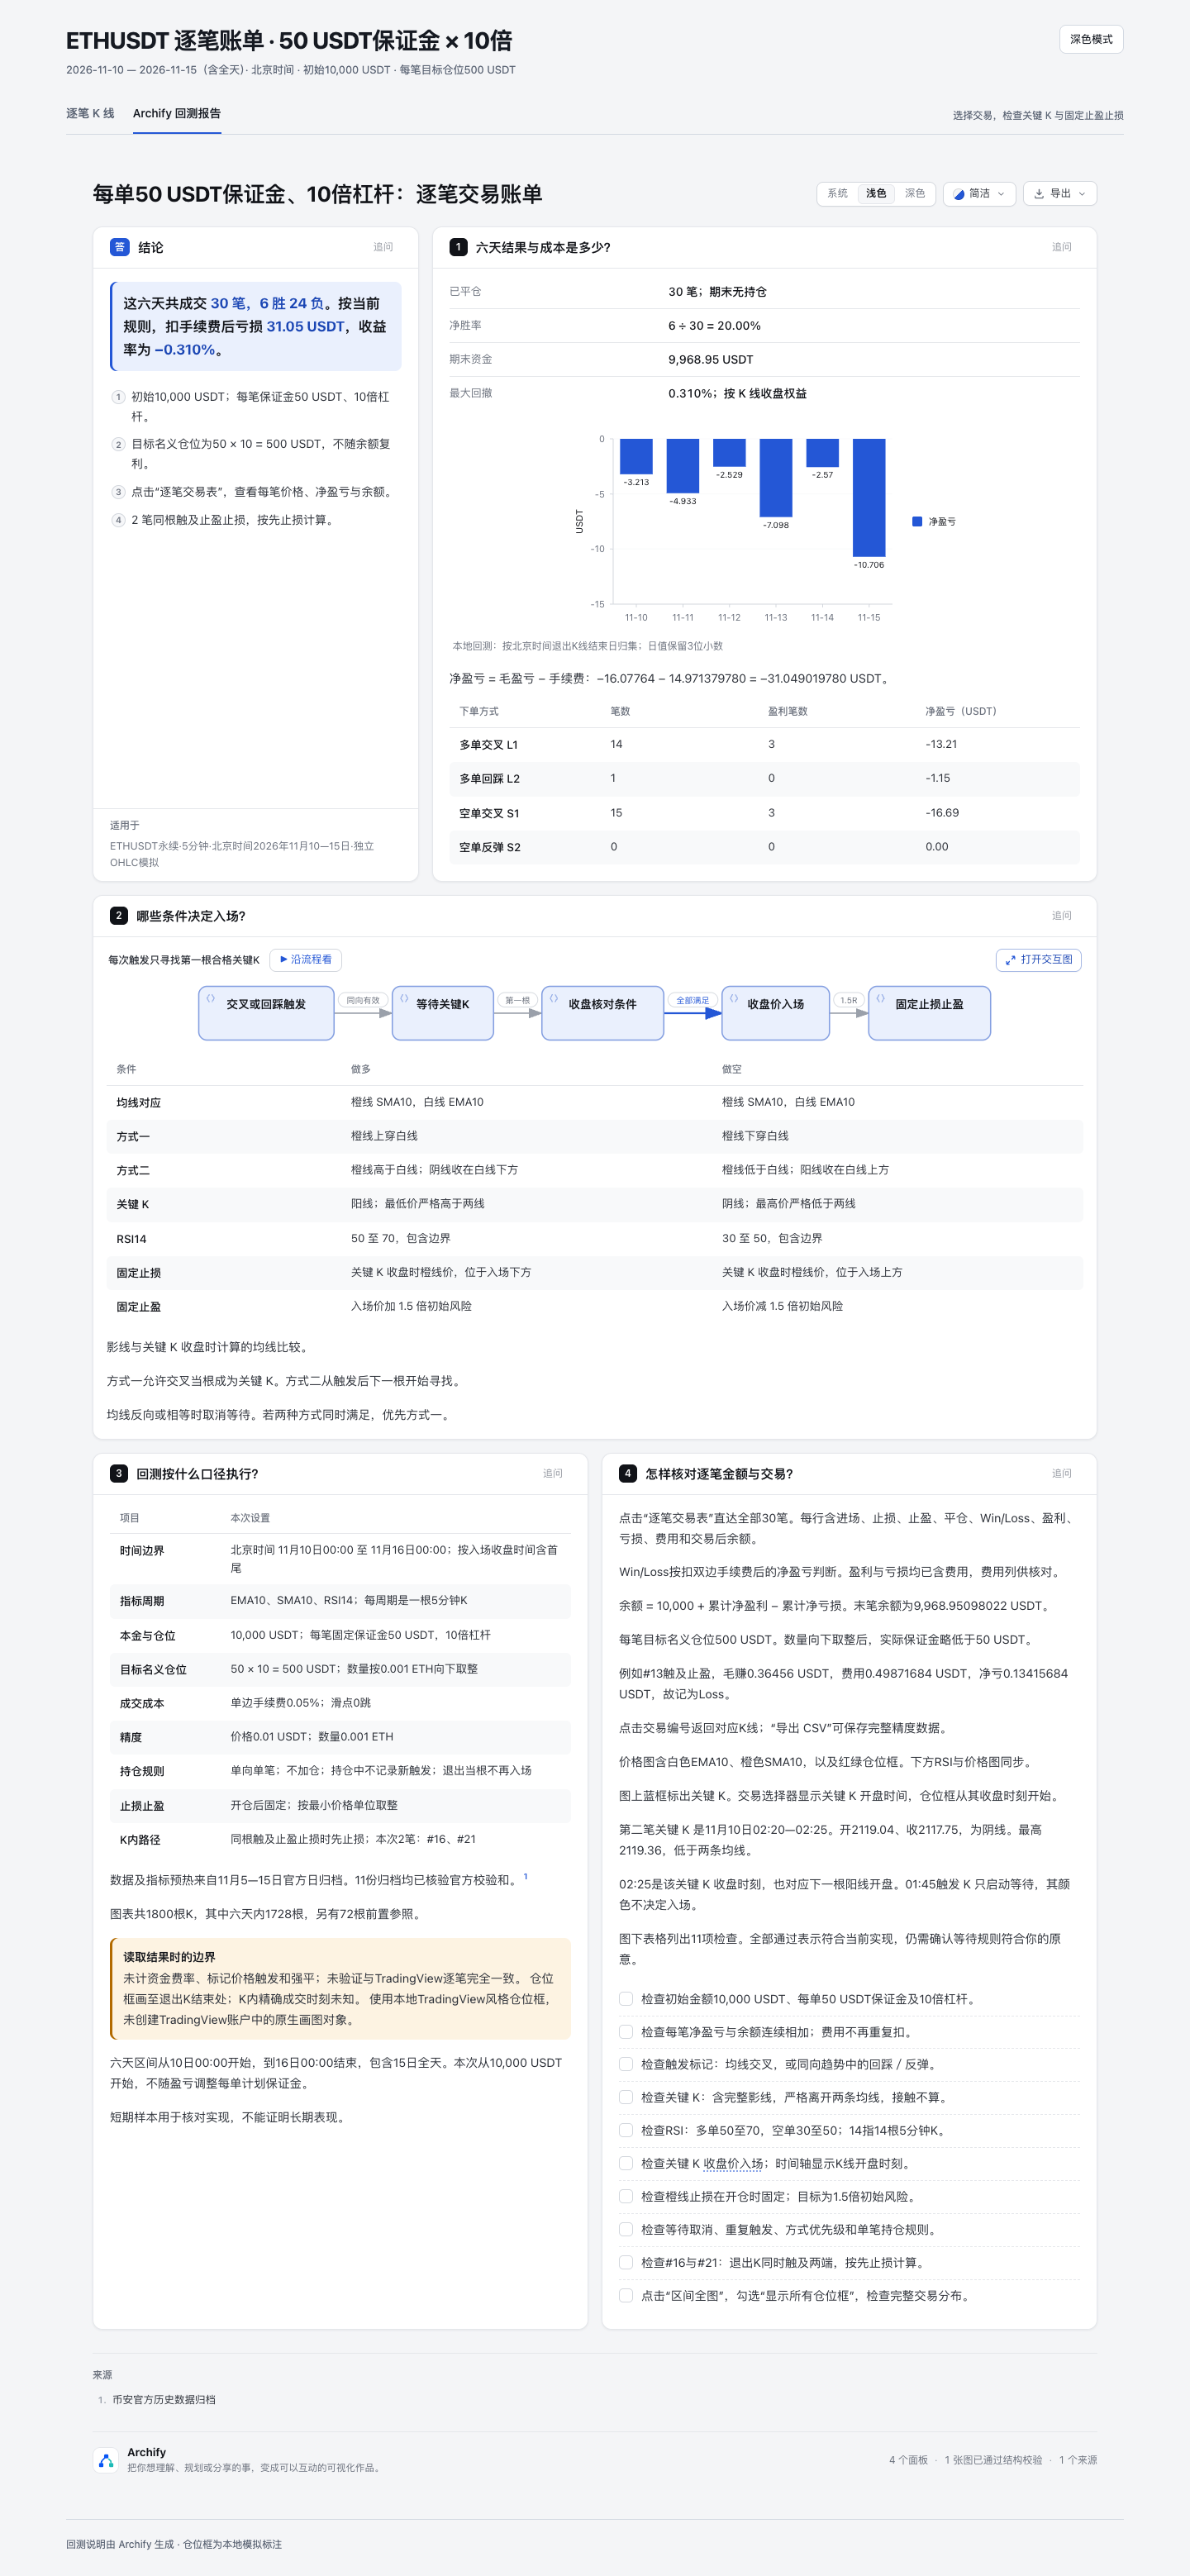 ETHUSDT 逐笔账单 · 50 USDT保证金 × 10倍
深色模式
2026-11-10 — 2026-11-15（含全天）· 北京时间 · 初始10,000 USDT · 每笔目标仓位500 USDT
逐笔 K 线 Archify 回测报告
选择交易，检查关键 K 与固定止盈止损
每单50 USDT保证金、10倍杠杆：逐笔交易账单
系统 浅色 深色 简洁 导出
答 结论 追问
这六天共成交 30 笔，6 胜 24 负。按当前
规则，扣手续费后亏损 31.05 USDT，收益
率为 −0.310%。
1 初始10,000 USDT；每笔保证金50 USDT、10倍杠
杆。
2 目标名义仓位为50 × 10 = 500 USDT，不随余额复
利。
3 点击“逐笔交易表”，查看每笔价格、净盈亏与余额。
4 2 笔同根触及止盈止损，按先止损计算。
适用于
ETHUSDT永续·5分钟·北京时间2026年11月10—15日·独立
OHLC模拟
1 六天结果与成本是多少？ 追问
已平仓 30 笔；期末无持仓
净胜率 6 ÷ 30 = 20.00%
期末资金 9,968.95 USDT
最大回撤 0.310%；按 K 线收盘权益
0
-5
-10
-15
USDT
-3.213
-4.933
-2.529
-7.098
-2.57
-10.706
11-10 11-11 11-12 11-13 11-14 11-15
净盈亏
本地回测：按北京时间退出K线结束日归集；日值保留3位小数
净盈亏 = 毛盈亏 − 手续费：−16.07764 − 14.971379780 = −31.049019780 USDT。
下单方式 笔数 盈利笔数 净盈亏（USDT）
多单交叉 L1 14 3 -13.21
多单回踩 L2 1 0 -1.15
空单交叉 S1 15 3 -16.69
空单反弹 S2 0 0 0.00
2 哪些条件决定入场？ 追问
每次触发只寻找第一根合格关键K 沿流程看 打开交互图
交叉或回踩触发 同向有效 等待关键K 第一根 收盘核对条件 全部满足 收盘价入场 1.5R 固定止损止盈
条件 做多 做空
均线对应 橙线 SMA10，白线 EMA10 橙线 SMA10，白线 EMA10
方式一 橙线上穿白线 橙线下穿白线
方式二 橙线高于白线；阴线收在白线下方 橙线低于白线；阳线收在白线上方
关键 K 阳线；最低价严格高于两线 阴线；最高价严格低于两线
RSI14 50 至 70，包含边界 30 至 50，包含边界
固定止损 关键 K 收盘时橙线价，位于入场下方 关键 K 收盘时橙线价，位于入场上方
固定止盈 入场价加 1.5 倍初始风险 入场价减 1.5 倍初始风险
影线与关键 K 收盘时计算的均线比较。
方式一允许交叉当根成为关键 K。方式二从触发后下一根开始寻找。
均线反向或相等时取消等待。若两种方式同时满足，优先方式一。
3 回测按什么口径执行？ 追问
项目 本次设置
时间边界 北京时间 11月10日00:00 至 11月16日00:00；按入场收盘时间含首
尾
指标周期 EMA10、SMA10、RSI14；每周期是一根5分钟K
本金与仓位 10,000 USDT；每笔固定保证金50 USDT，10倍杠杆
目标名义仓位 50 × 10 = 500 USDT；数量按0.001 ETH向下取整
成交成本 单边手续费0.05%；滑点0跳
精度 价格0.01 USDT；数量0.001 ETH
持仓规则 单向单笔；不加仓；持仓中不记录新触发；退出当根不再入场
止损止盈 开仓后固定；按最小价格单位取整
K内路径 同根触及止盈止损时先止损；本次2笔：#16、#21
数据及指标预热来自11月5—15日官方日归档。11份归档均已核验官方校验和。1
图表共1800根K，其中六天内1728根，另有72根前置参照。
读取结果时的边界
未计资金费率、标记价格触发和强平；未验证与TradingView逐笔完全一致。 仓位
框画至退出K结束处；K内精确成交时刻未知。 使用本地TradingView风格仓位框，
未创建TradingView账户中的原生画图对象。
六天区间从10日00:00开始，到16日00:00结束，包含15日全天。本次从10,000 USDT
开始，不随盈亏调整每单计划保证金。
短期样本用于核对实现，不能证明长期表现。
4 怎样核对逐笔金额与交易？ 追问
点击“逐笔交易表”直达全部30笔。每行含进场、止损、止盈、平仓、Win/Loss、盈利、
亏损、费用和交易后余额。
Win/Loss按扣双边手续费后的净盈亏判断。盈利与亏损均已含费用，费用列供核对。
余额 = 10,000 + 累计净盈利 − 累计净亏损。末笔余额为9,968.95098022 USDT。
每笔目标名义仓位500 USDT。数量向下取整后，实际保证金略低于50 USDT。
例如#13触及止盈，毛赚0.36456 USDT，费用0.49871684 USDT，净亏0.13415684
USDT，故记为Loss。
点击交易编号返回对应K线；“导出 CSV”可保存完整精度数据。
价格图含白色EMA10、橙色SMA10，以及红绿仓位框。下方RSI与价格图同步。
图上蓝框标出关键 K。交易选择器显示关键 K 开盘时间，仓位框从其收盘时刻开始。
第二笔关键 K 是11月10日02:20—02:25。开2119.04、收2117.75，为阴线。最高
2119.36，低于两条均线。
02:25是该关键 K 收盘时刻，也对应下一根阳线开盘。01:45触发 K 只启动等待，其颜
色不决定入场。
图下表格列出11项检查。全部通过表示符合当前实现，仍需确认等待规则符合你的原
意。
检查初始金额10,000 USDT、每单50 USDT保证金及10倍杠杆。
检查每笔净盈亏与余额连续相加；费用不再重复扣。
检查触发标记：均线交叉，或同向趋势中的回踩 / 反弹。
检查关键 K：含完整影线，严格离开两条均线，接触不算。
检查RSI：多单50至70，空单30至50；14指14根5分钟K。
检查关键 K 收盘价入场；时间轴显示K线开盘时刻。
检查橙线止损在开仓时固定；目标为1.5倍初始风险。
检查等待取消、重复触发、方式优先级和单笔持仓规则。
检查#16与#21：退出K同时触及两端，按先止损计算。
点击“区间全图”，勾选“显示所有仓位框”，检查完整交易分布。
来源
1. 币安官方历史数据归档
Archify
把你想理解、规划或分享的事，变成可以互动的可视化作品。
4 个面板 · 1 张图已通过结构校验 · 1 个来源
回测说明由 Archify 生成 · 仓位框为本地模拟标注